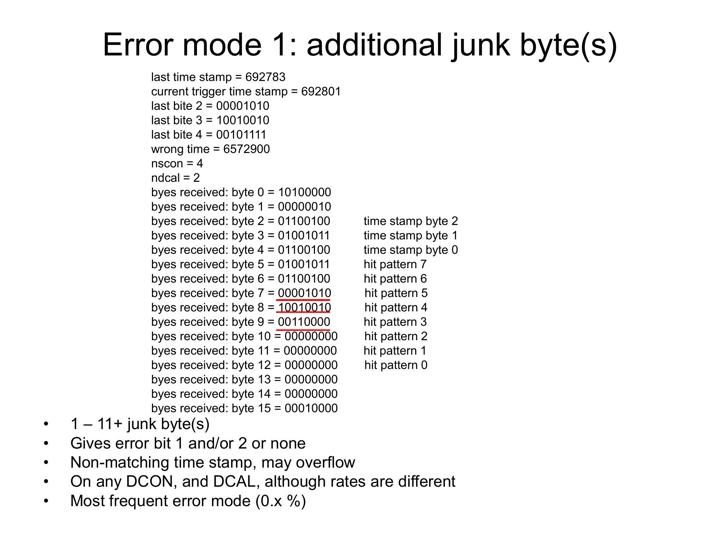 Error mode 1: additional junk byte(s)
last time stamp = 692783
current trigger time stamp = 692801
last bite 2 = 00001010
last bite 3 = 10010010
last bite 4 = 00101111
wrong time = 6572900
nscon = 4
ndcal = 2
byes received: byte 0 = 10100000
byes received: byte 1 = 00000010
byes received: byte 2 = 01100100 time stamp byte 2
byes received: byte 3 = 01001011 time stamp byte 1
byes received: byte 4 = 01100100 time stamp byte 0
byes received: byte 5 = 01001011 hit pattern 7
byes received: byte 6 = 01100100 hit pattern 6
byes received: byte 7 = 00001010 hit pattern 5
byes received: byte 8 = 10010010 hit pattern 4
byes received: byte 9 = 00110000 hit pattern 3
byes received: byte 10 = 00000000 hit pattern 2
byes received: byte 11 = 00000000 hit pattern 1
byes received: byte 12 = 00000000 hit pattern 0
byes received: byte 13 = 00000000
byes received: byte 14 = 00000000
byes received: byte 15 = 00010000
• 1 – 11+ junk byte(s)
• Gives error bit 1 and/or 2 or none
• Non-matching time stamp, may overflow
• On any DCON, and DCAL, although rates are different
• Most frequent error mode (0.x %)